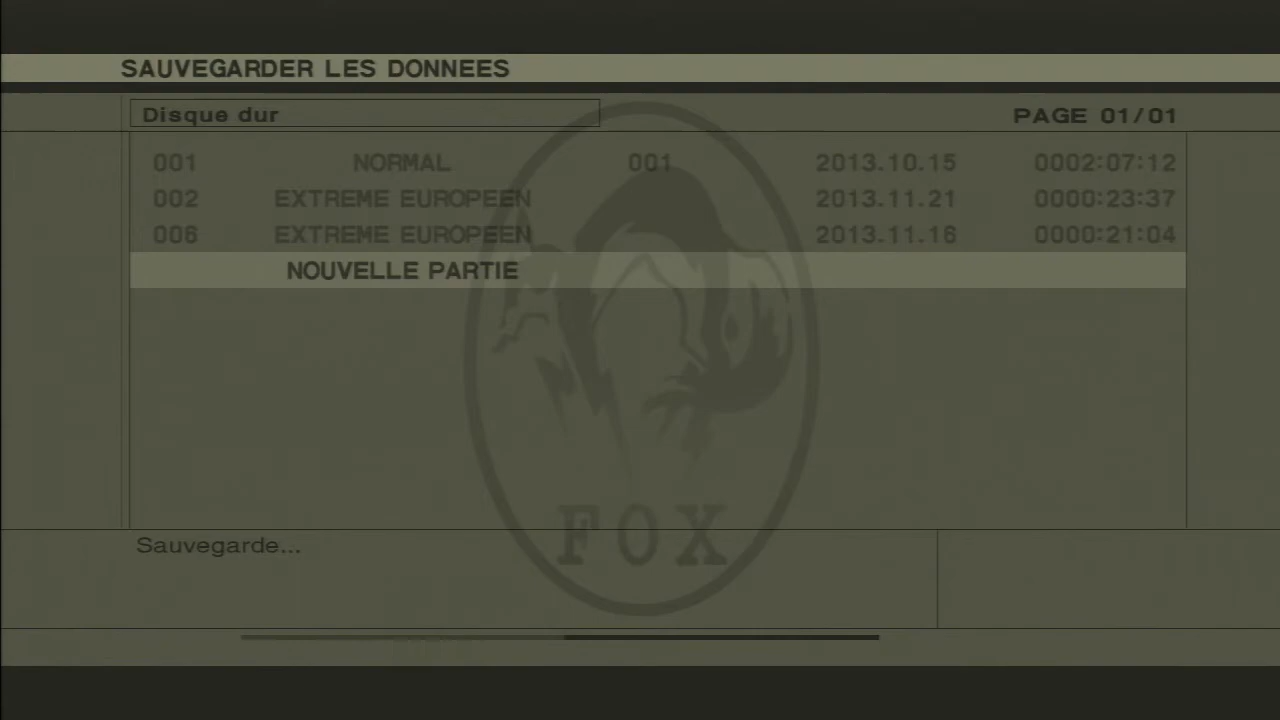 SAUVEGARDER LES DONNEES
Disque dur PAGE 01/01
001 NORMAL 001 2013.10.15 0002:07:12
002 EXTREME EUROPEEN 2013.11.21 0000:23:37
006 EXTREME EUROPEEN 2013.11.16 0000:21:04
NOUVELLE PARTIE
FOX
Sauvegarde...